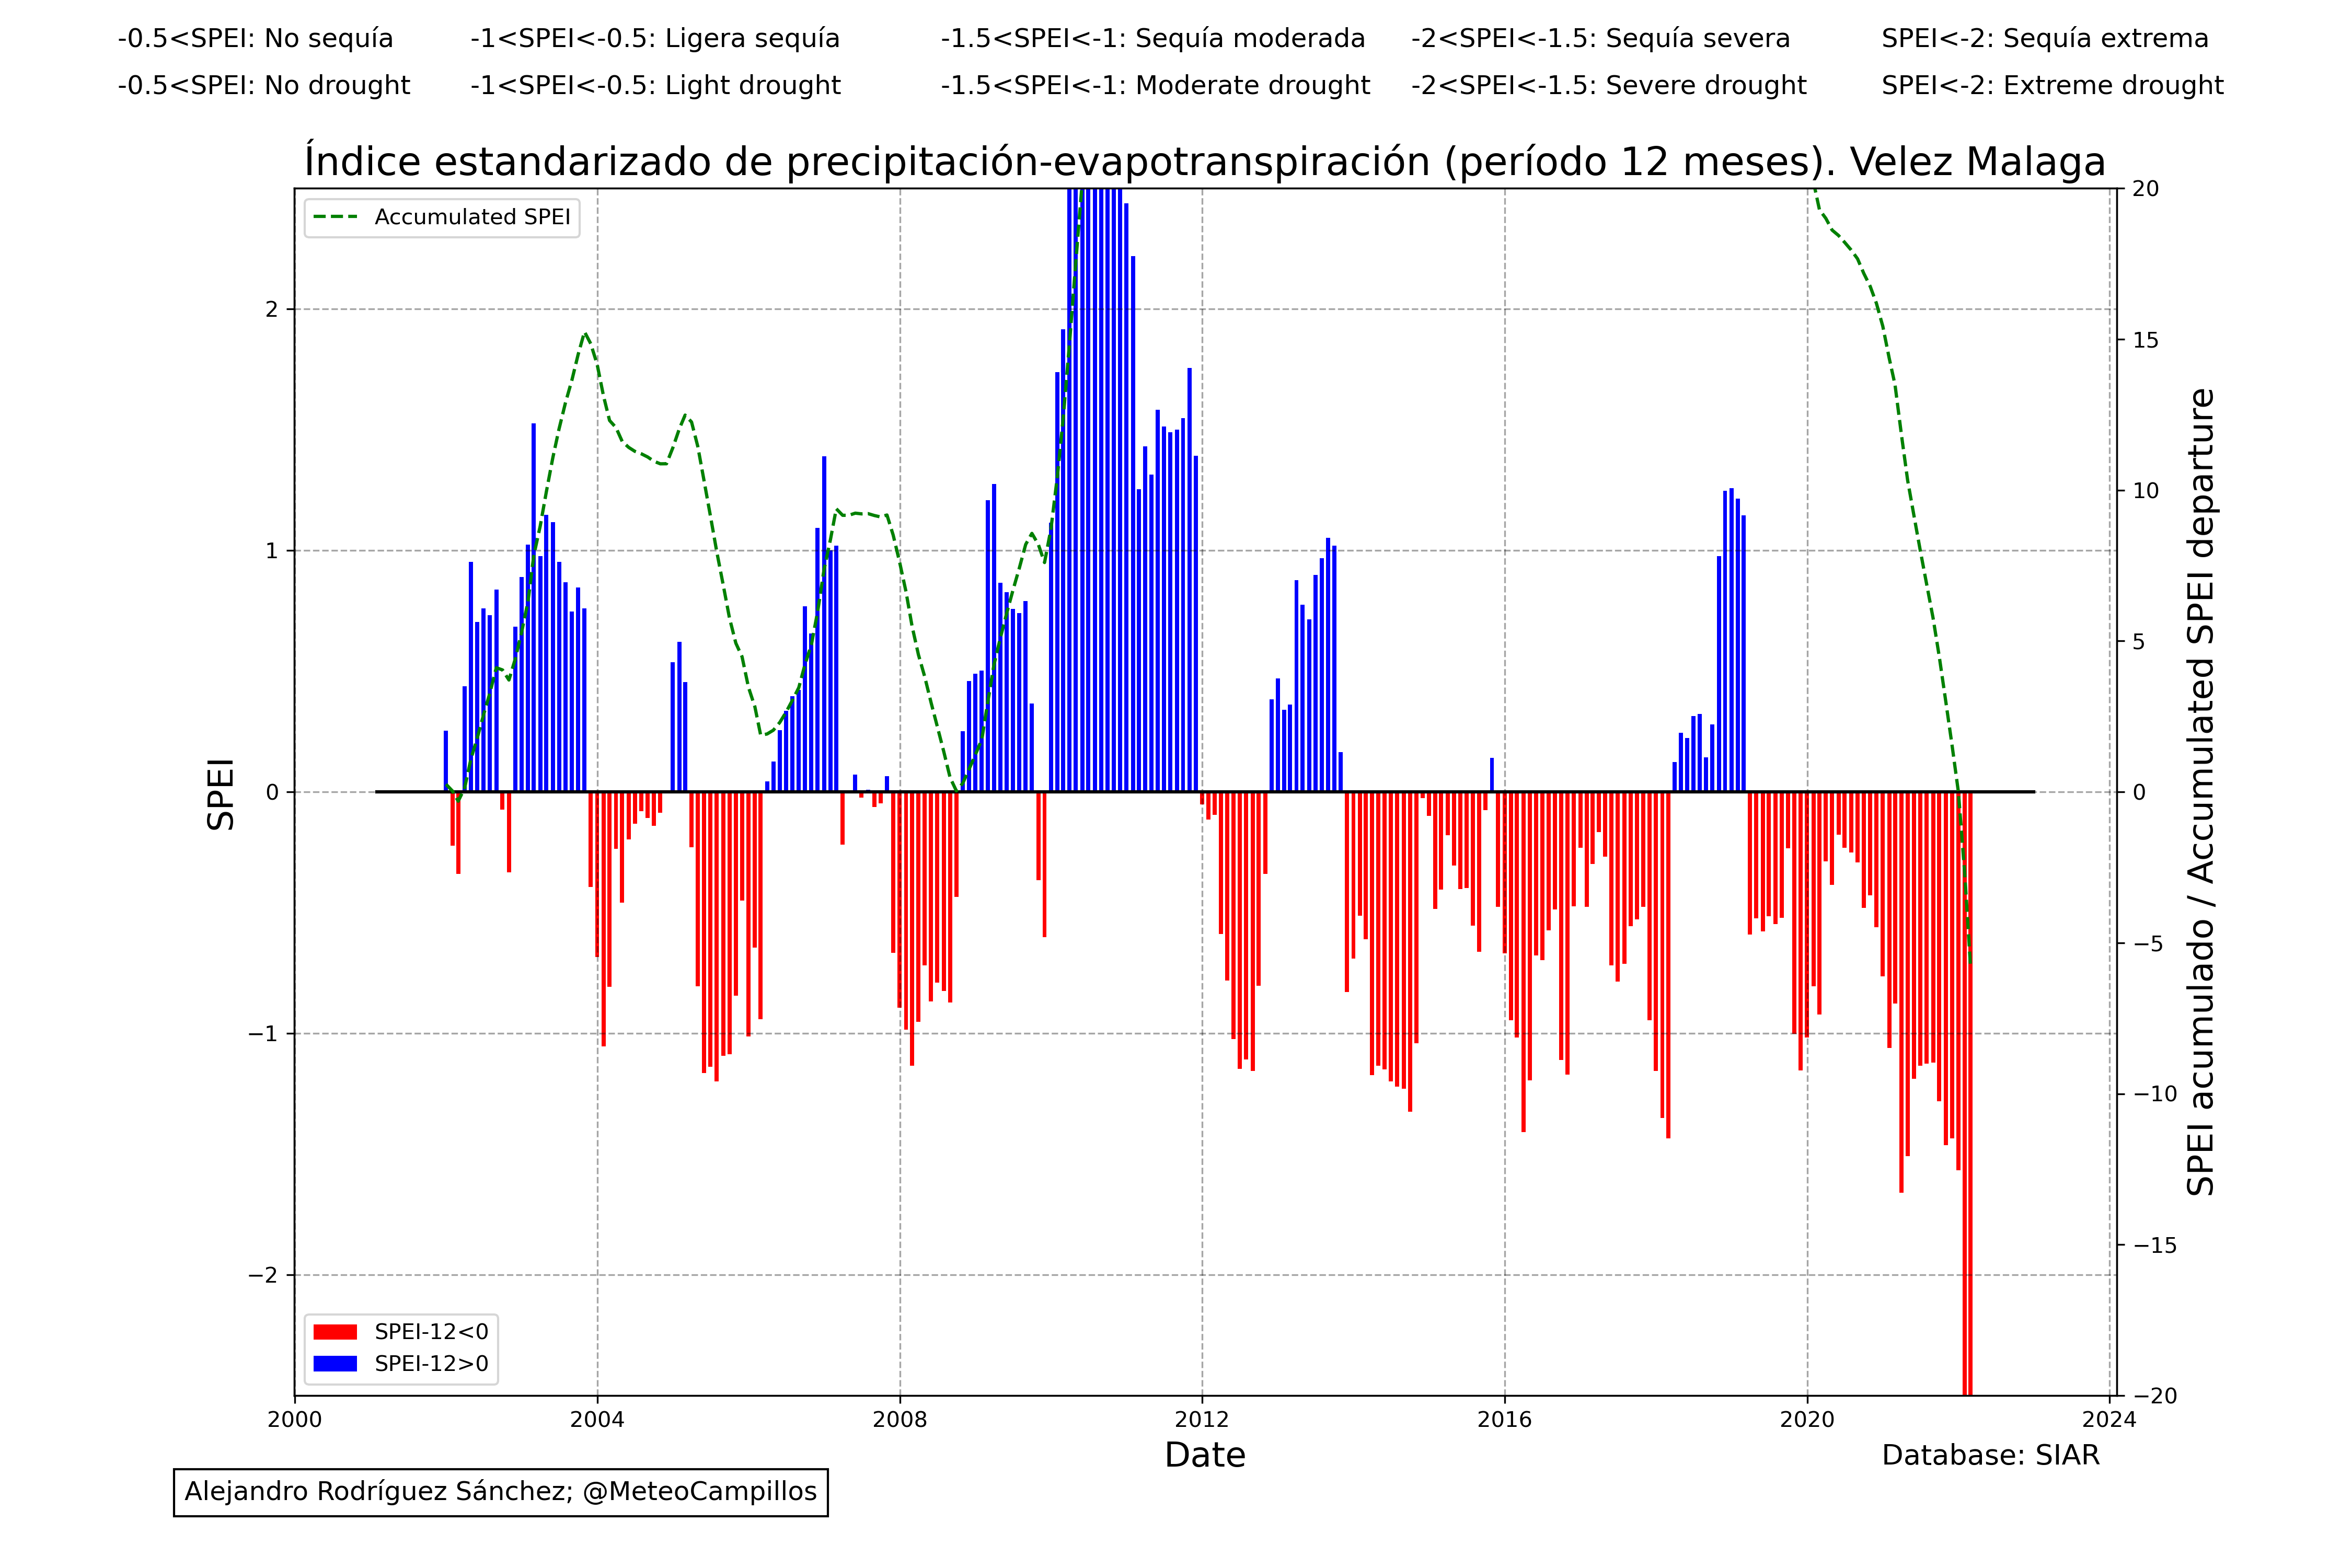 -0.5<SPEI: No sequía
-1<SPEI<-0.5: Ligera sequía
-1.5<SPEI<-1: Sequía moderada
-2<SPEI<-1.5: Sequía severa
SPEI<-2: Sequía extrema
-0.5<SPEI: No drought
-1<SPEI<-0.5: Light drought
-1.5<SPEI<-1: Moderate drought
-2<SPEI<-1.5: Severe drought
SPEI<-2: Extreme drought
Índice estandarizado de precipitación-evapotranspiración (período 12 meses). Velez Malaga
Accumulated SPEI
2
1
0
−1
−2
SPEI
20
15
10
5
0
−5
−10
−15
−20
SPEI acumulado / Accumulated SPEI departure
SPEI-12<0
SPEI-12>0
2000
2004
2008
2012
2016
2020
2024
Date
Database: SIAR
Alejandro Rodríguez Sánchez; @MeteoCampillos